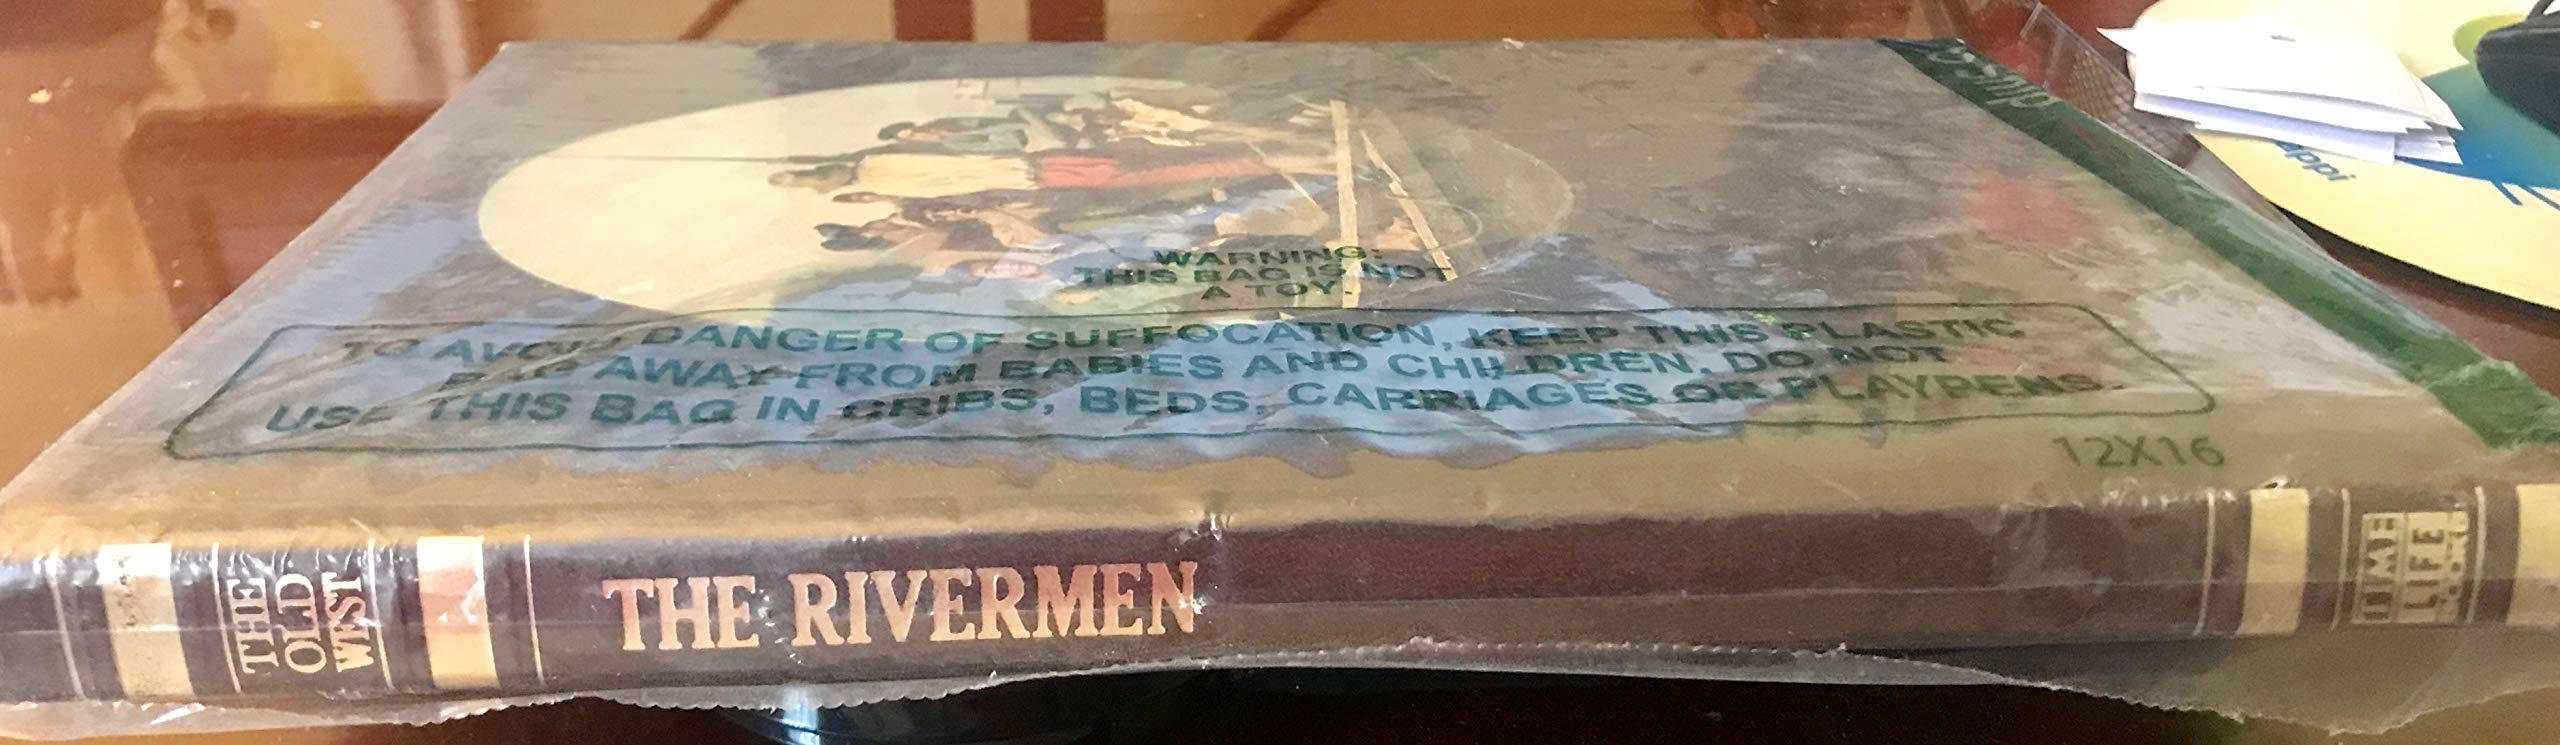 WARNING:
THIS BAG IS NOT
A TOY.
TO AVOID DANGER OF SUFFOCATION, KEEP THIS PLASTIC
BAG AWAY FROM BABIES AND CHILDREN. DO NOT
USE THIS BAG IN CRIBS, BEDS, CARRIAGES OR PLAYPENS.
12X16
THE
OLD
WEST
THE RIVERMEN
TIME
LIFE
BOOKS